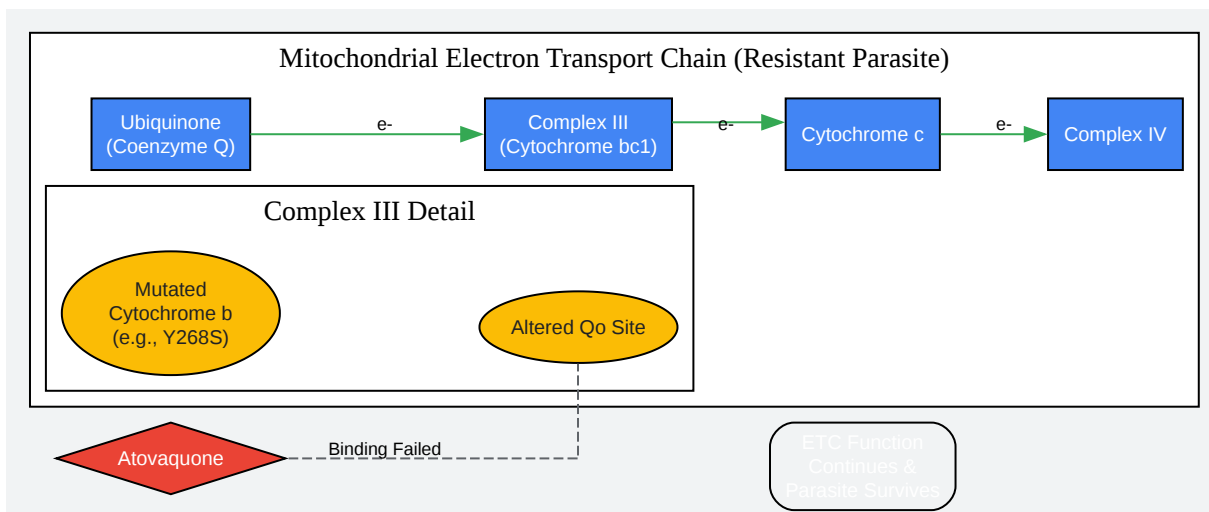 Mitochondrial Electron Transport Chain (Resistant Parasite)
Ubiquinone
(Coenzyme Q)
e-
Complex III
(Cytochrome bc1)
e-
Cytochrome c
e-
Complex IV
Complex III Detail
Mutated
Cytochrome b
(e.g., Y268S)
Altered Qo Site
Atovaquone
Binding Failed
ETC Function
Continues &
Parasite Survives